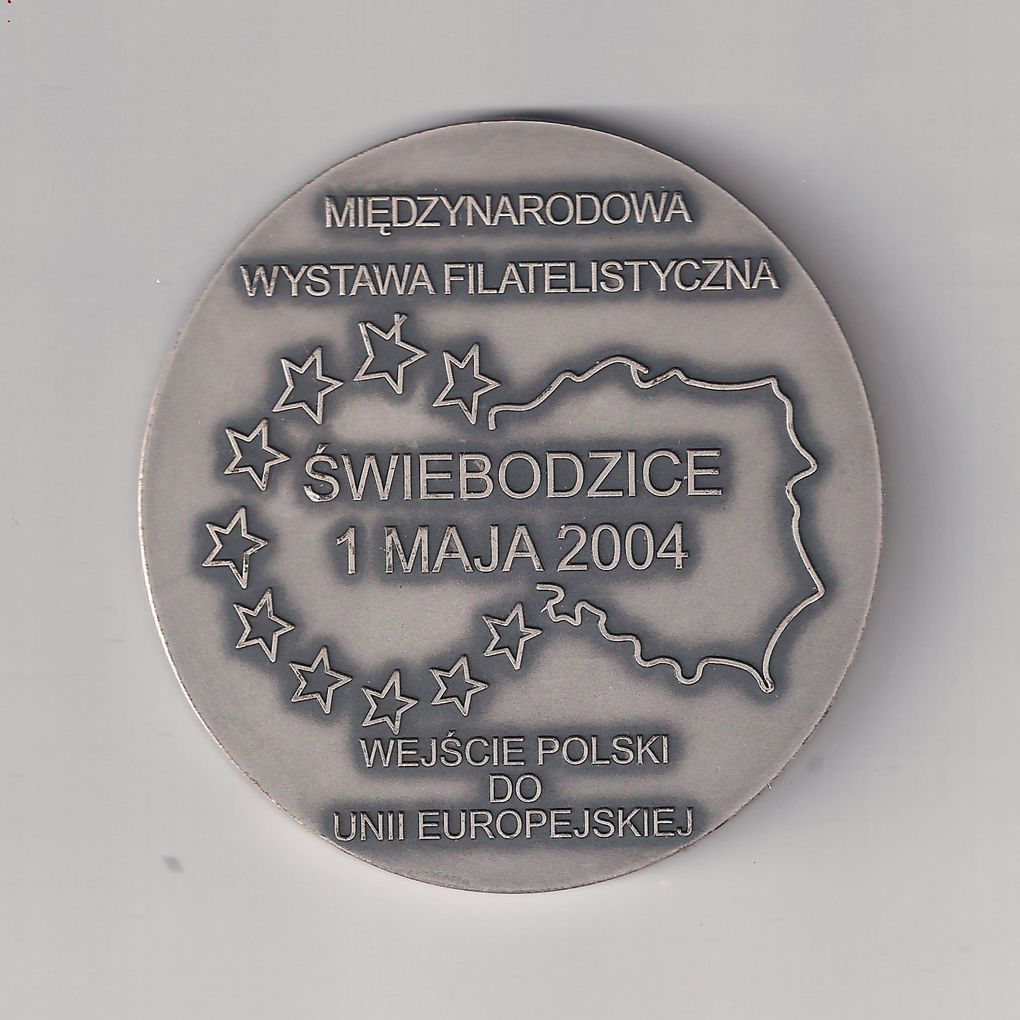 MIĘDZYNARODOWA
WYSTAWA FILATELISTYCZNA
ŚWIEBODZICE
1 MAJA 2004
WEJŚCIE POLSKI
DO
UNII EUROPEJSKIEJ